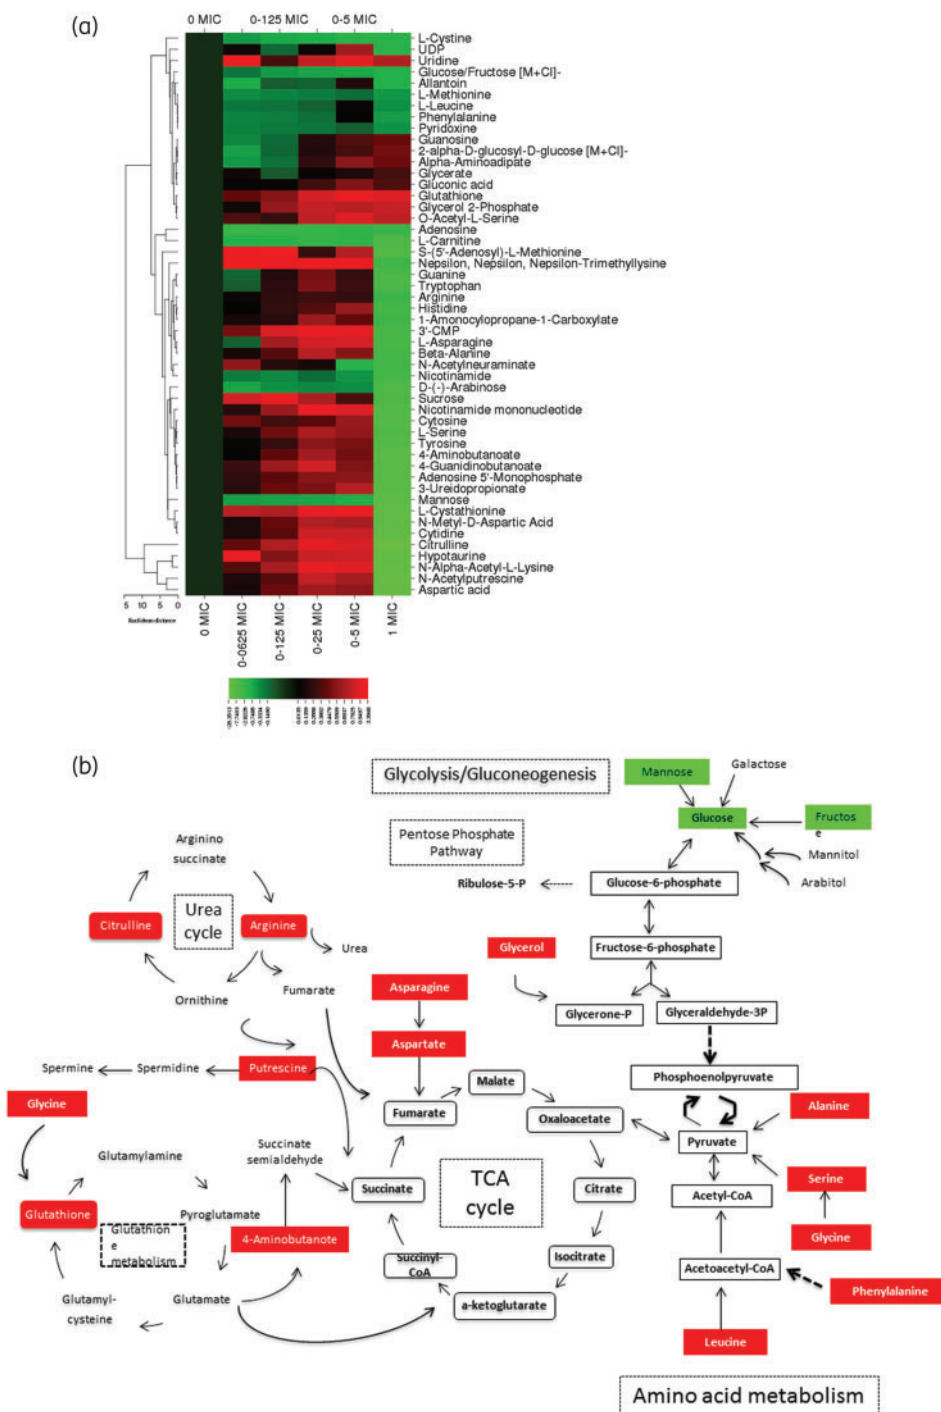 (a)
0 MIC
0-125 MIC
0-5 MIC
L-Cystine
UDP
Uridine
Glucose/Fructose [M+Cl]-
Allantoin
L-Methionine
L-Leucine
Phenylalanine
Pyridoxine
Guanosine
2-alpha-D-glucosyl-D-glucose [M+Cl]-
Alpha-Aminoadipate
Glycerate
Gluconic acid
Glutathione
Glycerol 2-Phosphate
O-Acetyl-L-Serine
Adenosine
L-Carnitine
S-(5'-Adenosyl)-L-Methionine
Nepsilon, Nepsilon, Nepsilon-Trimethyllysine
Guanine
Tryptophan
Arginine
Histidine
1-Amonocylopropane-1-Carboxylate
3'-CMP
L-Asparagine
Beta-Alanine
N-Acetylneuraminate
Nicotinamide
D-(-)-Arabinose
Sucrose
Nicotinamide mononucleotide
Cytosine
L-Serine
Tyrosine
4-Aminobutanoate
4-Guanidinobutanoate
Adenosine 5'-Monophosphate
3-Ureidopropionate
Mannose
L-Cystathionine
N-Metyl-D-Aspartic Acid
Cytidine
Citrulline
Hypotaurine
N-Alpha-Acetyl-L-Lysine
N-Acetylputrescine
Aspartic acid
5 10 5 0
Euclidean distance
0 MIC
0-0625 MIC
0-125 MIC
0-25 MIC
0-5 MIC
1 MIC
(b)
Glycolysis/Gluconeogenesis
Mannose
Galactose
Glucose
Fructos
e
Mannitol
Arabitol
Pentose Phosphate
Pathway
Ribulose-5-P
Glucose-6-phosphate
Arginino
succinate
Citrulline
Urea
cycle
Arginine
Urea
Ornithine
Fumarate
Glycerol
Fructose-6-phosphate
Glycerone-P
Glyceraldehyde-3P
Asparagine
Aspartate
Phosphoenolpyruvate
Spermine
Spermidine
Putrescine
Malate
Fumarate
Oxaloacetate
Pyruvate
Alanine
Glycine
Glutamylamine
Succinate
semialdehyde
Succinate
TCA
cycle
Citrate
Acetyl-CoA
Serine
Glycine
Glutathione
Pyroglutamate
Glutathion
e
metabolism
4-Aminobutanote
Succinyl-
CoA
Isocitrate
Acetoacetyl-CoA
Phenylalanine
Glutamyl-
cysteine
Glutamate
a-ketoglutarate
Leucine
Amino acid metabolism